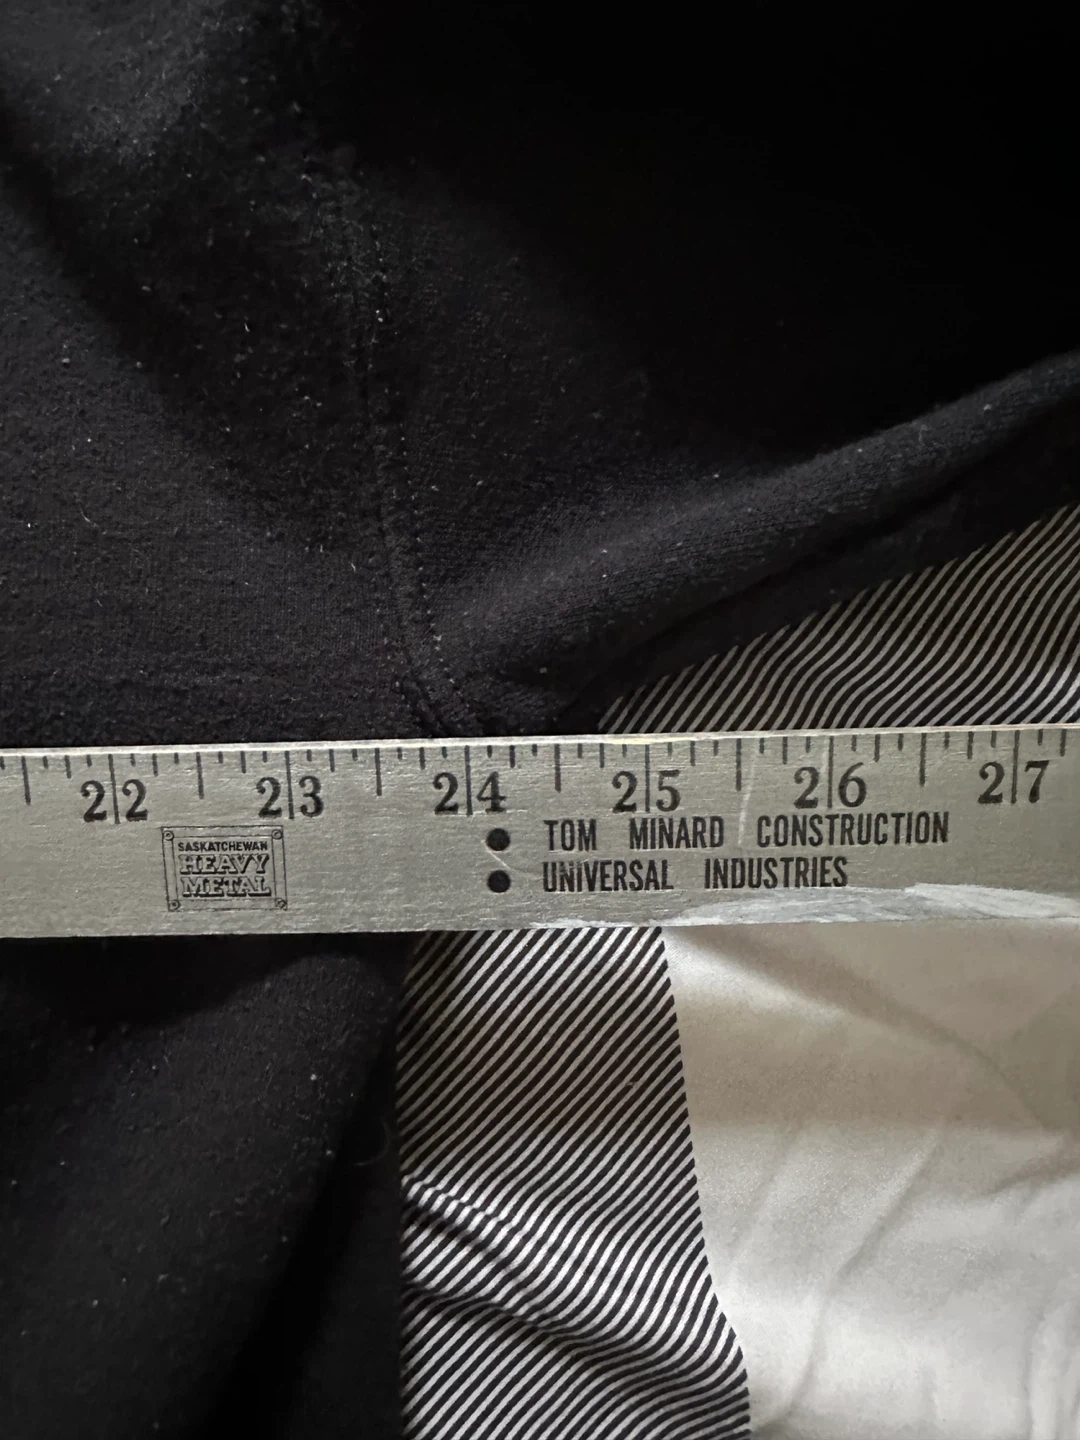 22 23 24 25 26 27
TOM MINARD CONSTRUCTION
UNIVERSAL INDUSTRIES
SASKATCHEWAN
HEAVY
METAL